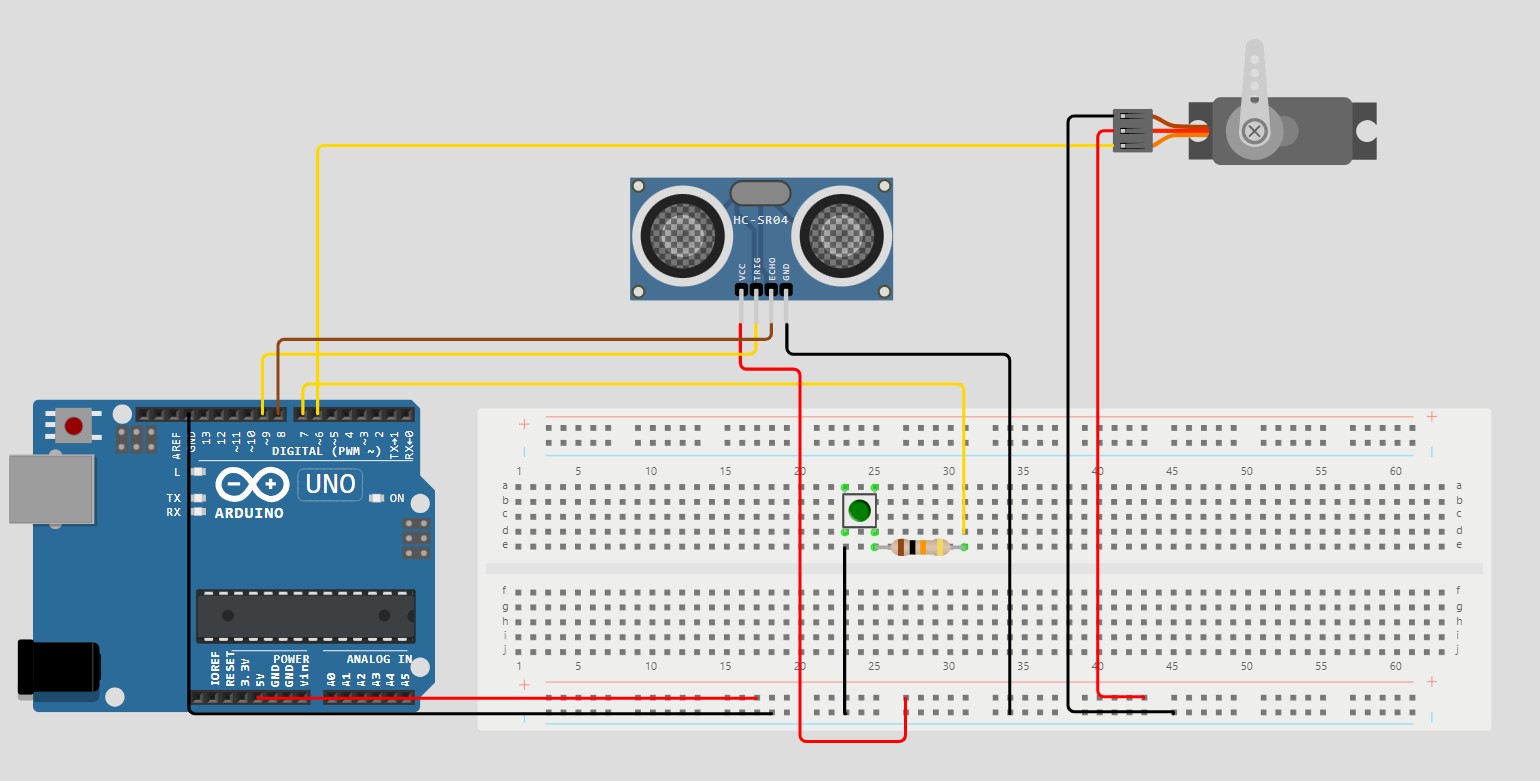 HC-SR04
VCC
TRIG
ECHO
GND
AREF
GND
13
12
~11
~10
~9
8
7
~6
~5
4
~3
2
TX→1
RX←0
DIGITAL (PWM ~)
L
TX
RX
UNO
ON
ARDUINO
IOREF
RESET
3.3V
5V
GND
GND
Vin
POWER
ANALOG IN
A0
A1
A2
A3
A4
A5
+ +
1 5 10 15 20 25 30 35 40 45 50 55 60
a a
b b
c c
d d
e e
f f
g g
h h
i i
j j
1 5 10 15 20 25 30 35 40 45 50 55 60
+ +